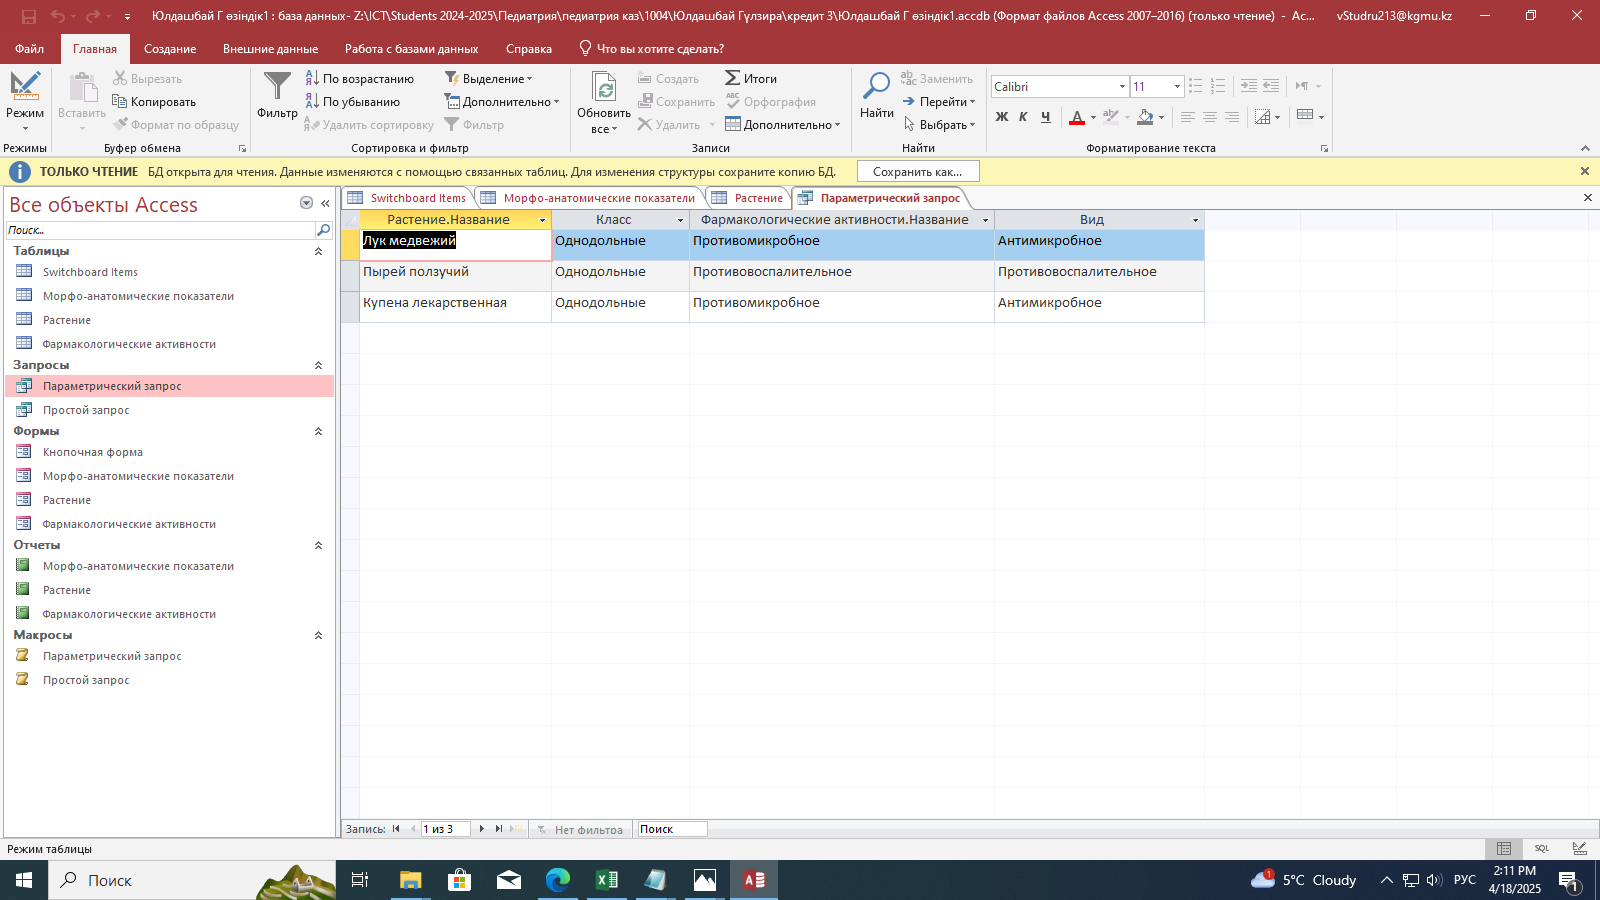 Юлдашбай Г өзіндік1 : база данных- Z:\ICT\Students 2024-2025\Педиатрия\педиатрия каз\1004\Юлдашбай Гүлзира\кредит 3\Юлдашбай Г өзіндік1.accdb (Формат файлов Access 2007–2016) (только чтение) - Ac... vStudru213@kgmu.kz
Файл Главная Создание Внешние данные Работа с базами данных Справка Что вы хотите сделать?
Режим
Режимы
Вставить
Вырезать
Копировать
Формат по образцу
Буфер обмена
Фильтр
По возрастанию
По убыванию
Удалить сортировку
Выделение
Дополнительно
Фильтр
Сортировка и фильтр
Обновить
все
Создать
Сохранить
Удалить
Итоги
Орфография
Дополнительно
Записи
Найти
Заменить
Перейти
Выбрать
Найти
Calibri 11
Ж К Ч
Форматирование текста
ТОЛЬКО ЧТЕНИЕ БД открыта для чтения. Данные изменяются с помощью связанных таблиц. Для изменения структуры сохраните копию БД. Сохранить как...
Все объекты Access
Поиск...
Таблицы
Switchboard Items
Морфо-анатомические показатели
Растение
Фармакологические активности
Запросы
Параметрический запрос
Простой запрос
Формы
Кнопочная форма
Морфо-анатомические показатели
Растение
Фармакологические активности
Отчеты
Морфо-анатомические показатели
Растение
Фармакологические активности
Макросы
Параметрический запрос
Простой запрос
Switchboard Items Морфо-анатомические показатели Растение Параметрический запрос
Растение.Название Класс Фармакологические активности.Название Вид
Лук медвежий Однодольные Противомикробное Антимикробное
Пырей ползучий Однодольные Противовоспалительное Противовоспалительное
Купена лекарственная Однодольные Противомикробное Антимикробное
Запись: 1 из 3 Нет фильтра Поиск
Режим таблицы SQL
Поиск 1 5°C Cloudy РУС 2:11 PM
4/18/2025 1